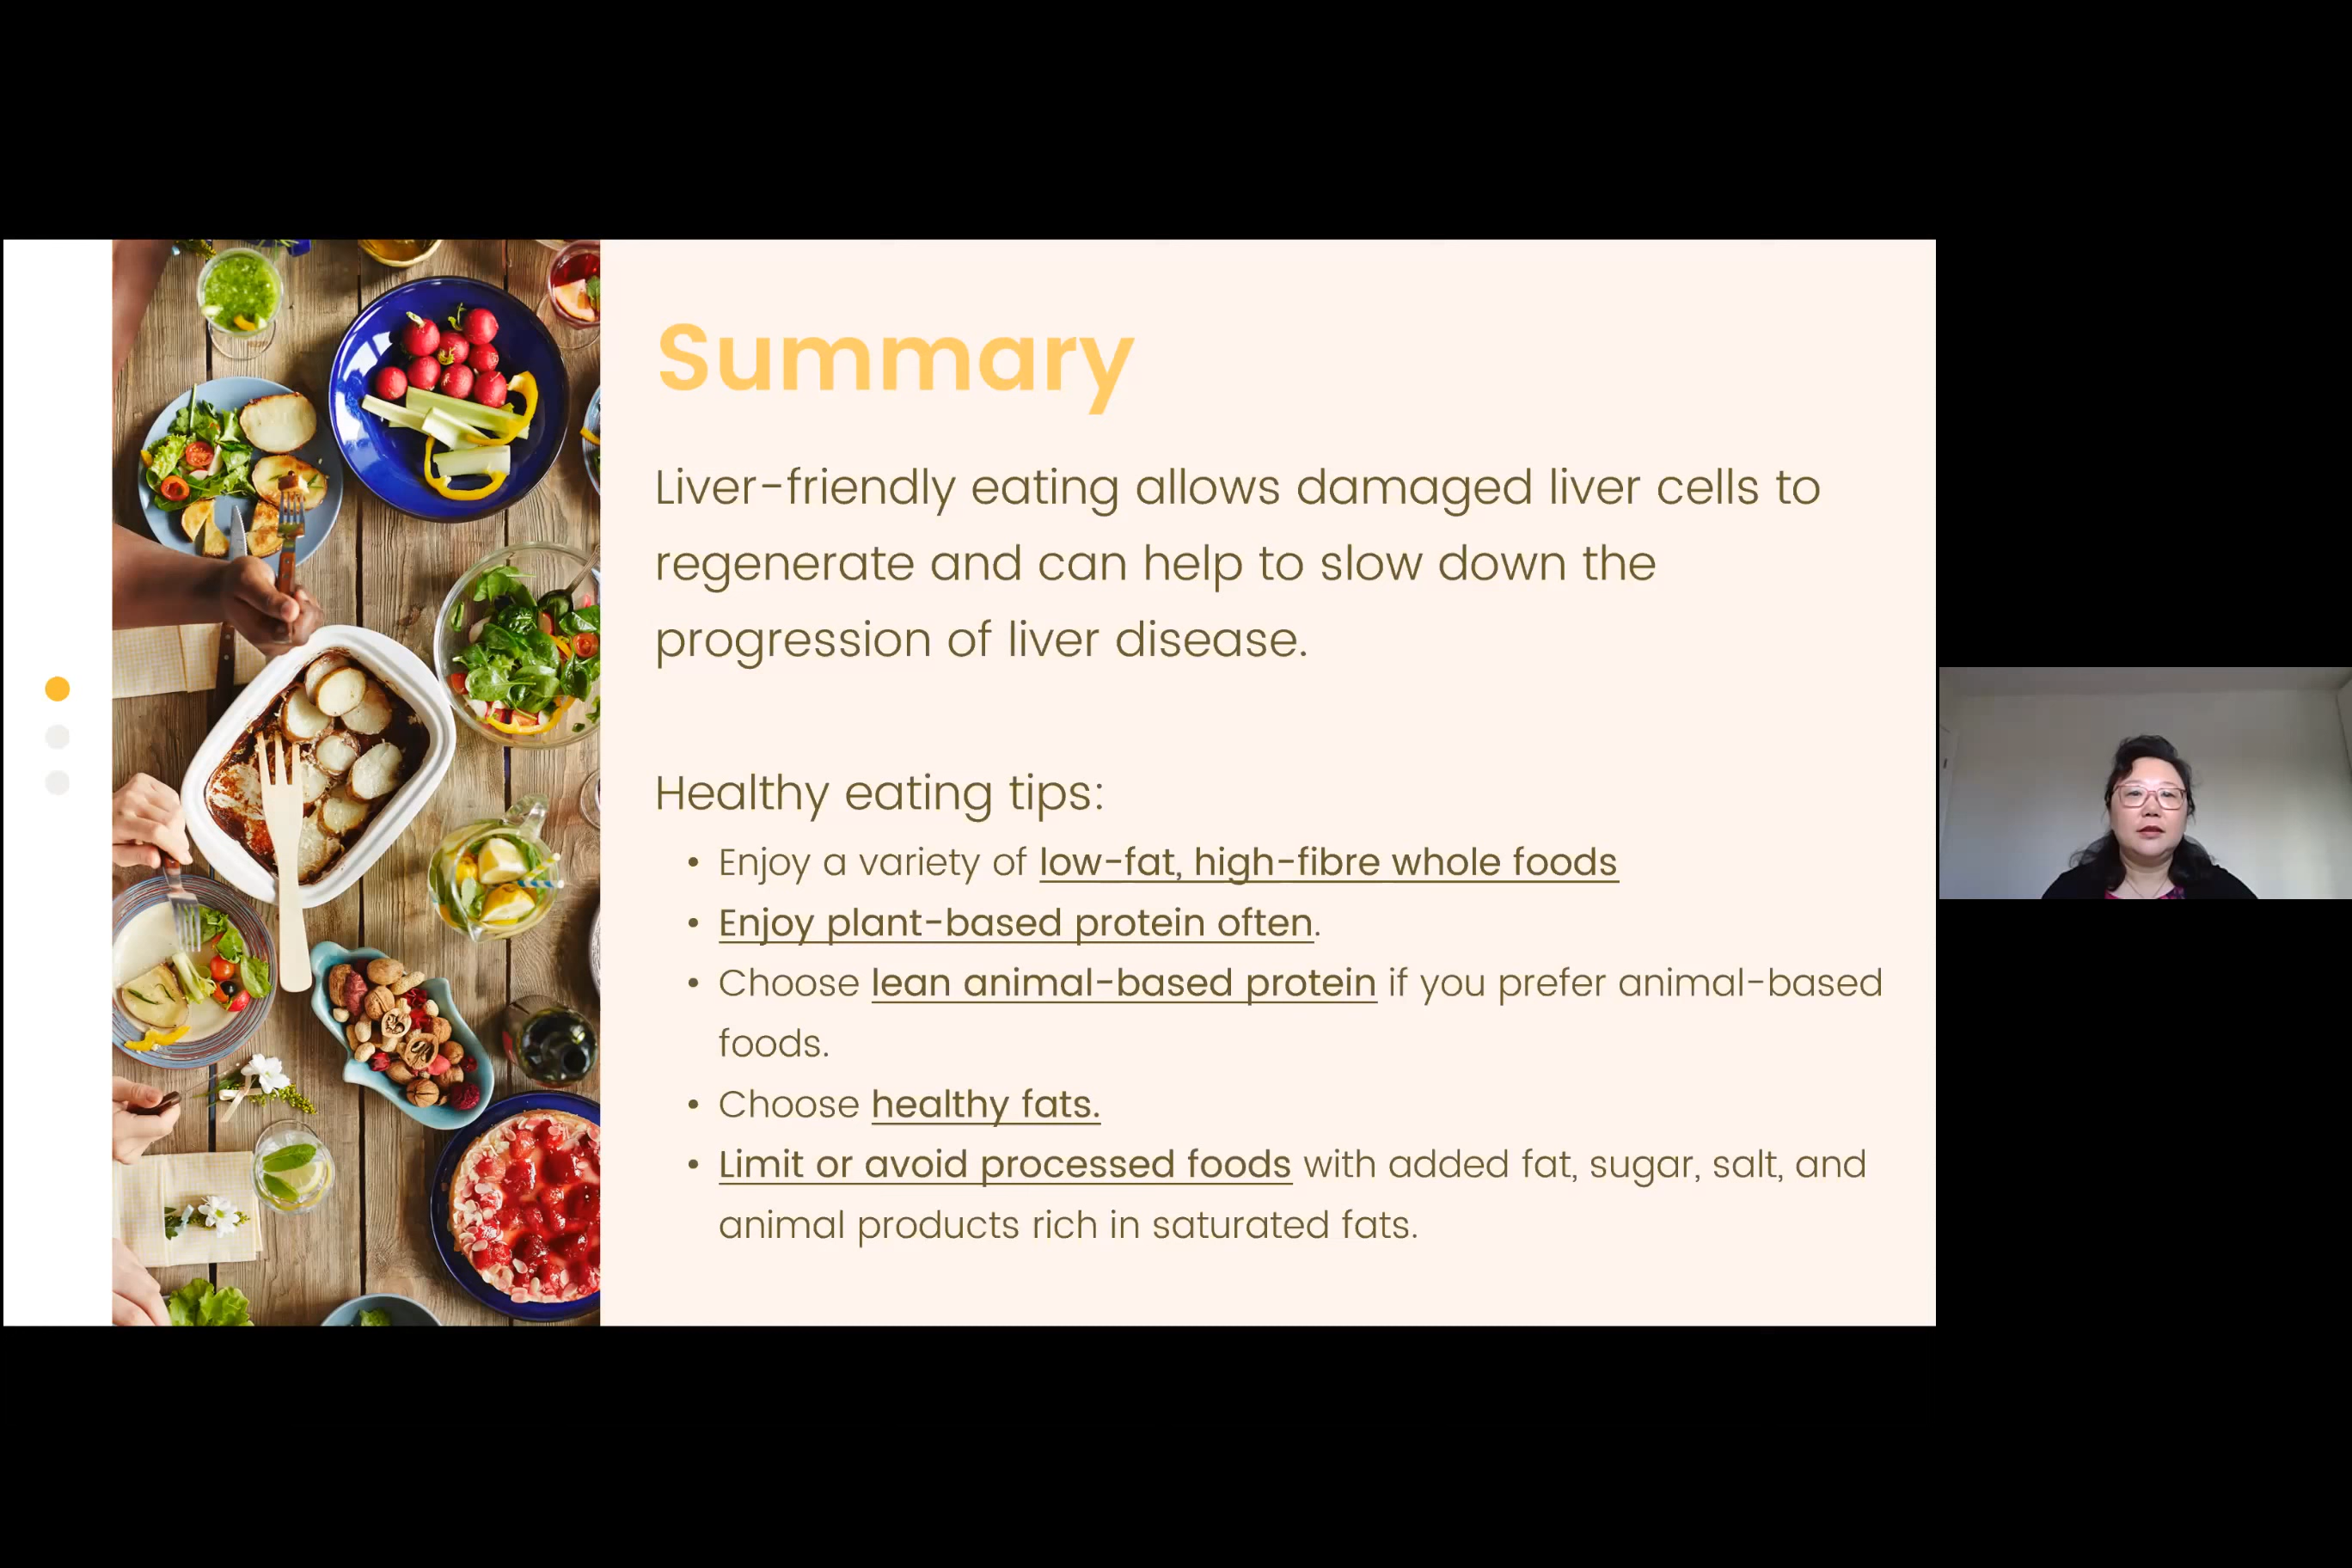 Summary
Liver-friendly eating allows damaged liver cells to
regenerate and can help to slow down the
progression of liver disease.
Healthy eating tips:
• Enjoy a variety of low-fat, high-fibre whole foods
• Enjoy plant-based protein often.
• Choose lean animal-based protein if you prefer animal-based
foods.
• Choose healthy fats.
• Limit or avoid processed foods with added fat, sugar, salt, and
animal products rich in saturated fats.